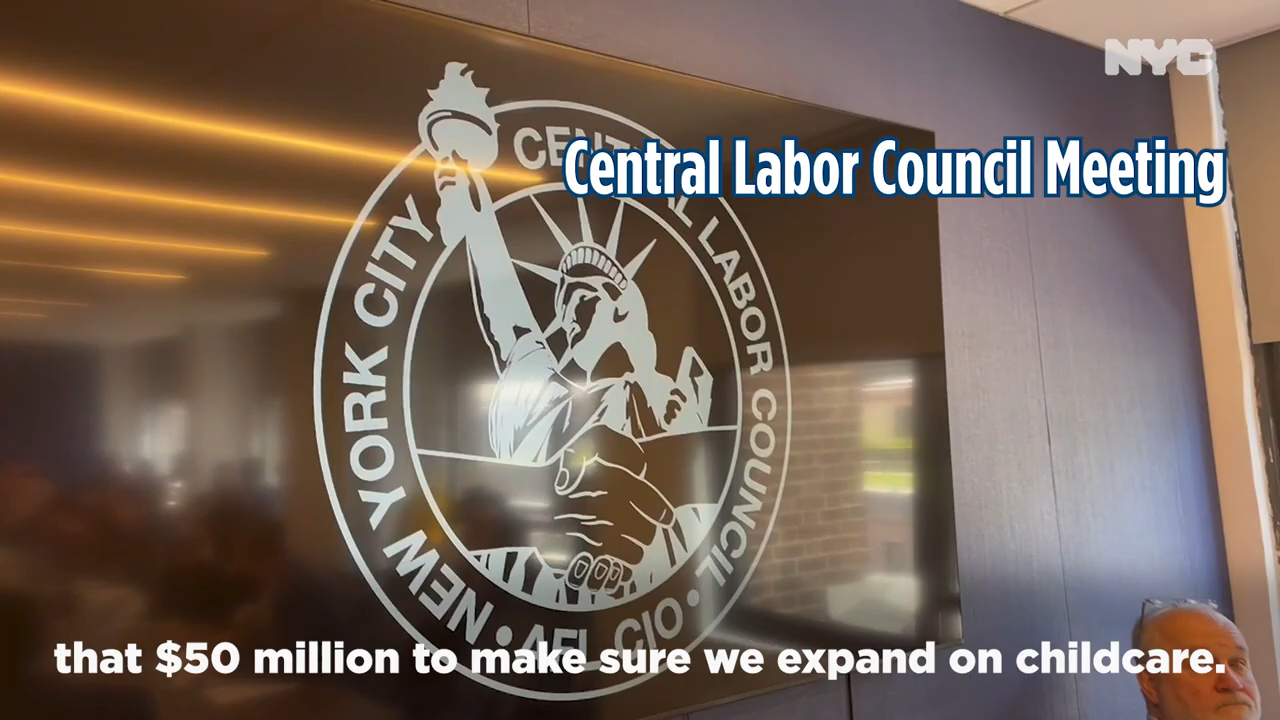 NYC
Central Labor Council Meeting
NEW YORK CITY CENTRAL LABOR COUNCIL • AFL CIO •
that $50 million to make sure we expand on childcare.